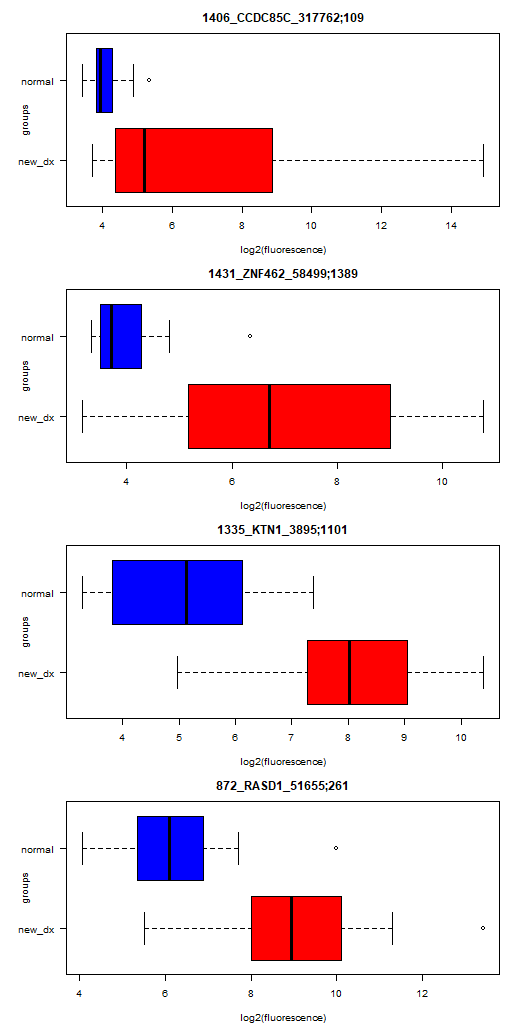 1406_CCDC85C_317762;109
normal
groups
new_dx
4 6 8 10 12 14
log2(fluorescence)
1431_ZNF462_58499;1389
normal
groups
new_dx
4 6 8 10
log2(fluorescence)
1335_KTN1_3895;1101
normal
groups
new_dx
4 5 6 7 8 9 10
log2(fluorescence)
872_RASD1_51655;261
normal
groups
new_dx
4 6 8 10 12
log2(fluorescence)